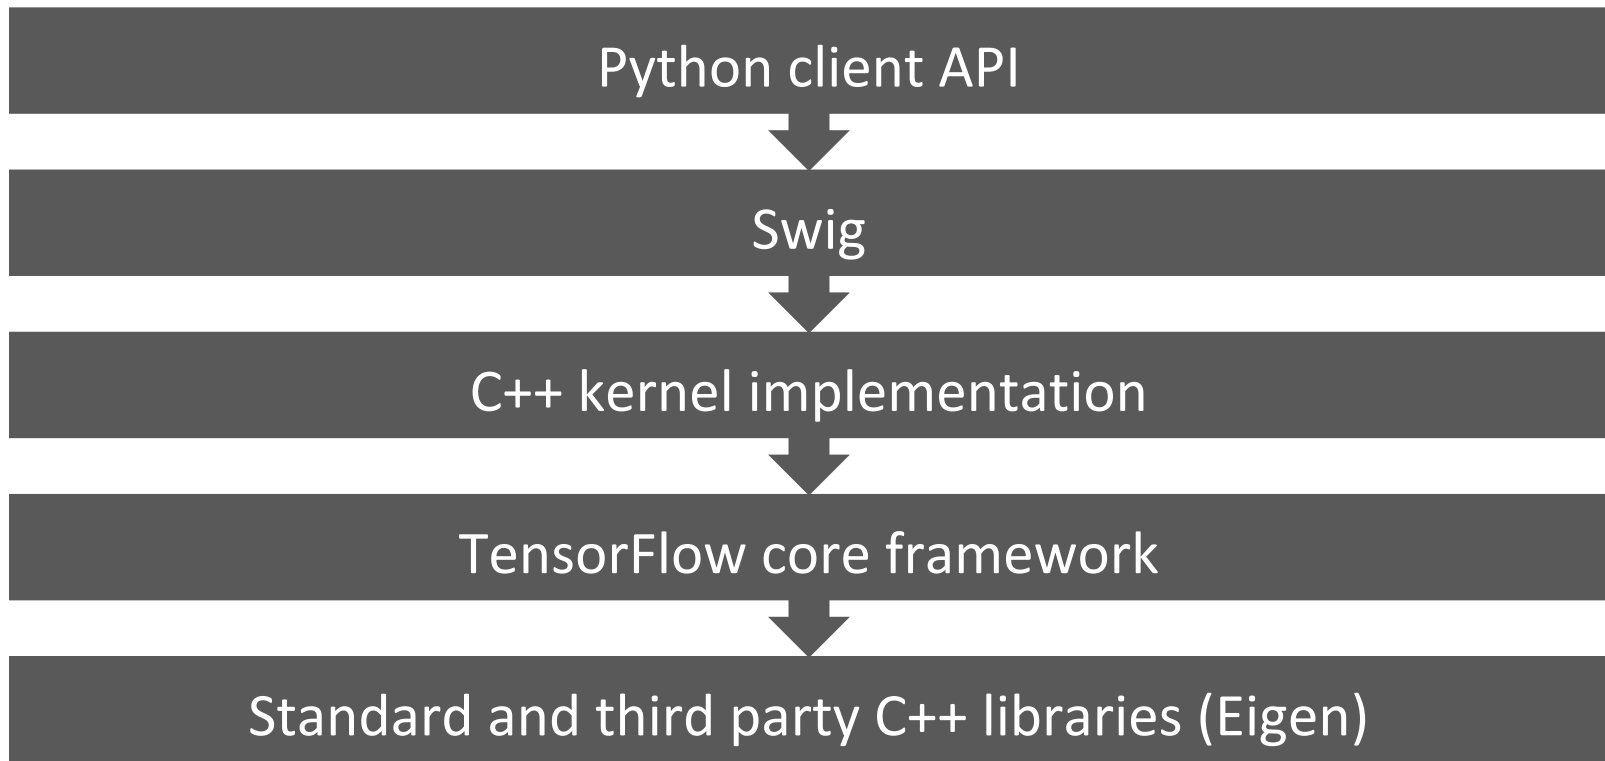 Python client API
Swig
C++ kernel implementation
TensorFlow core framework
Standard and third party C++ libraries (Eigen)